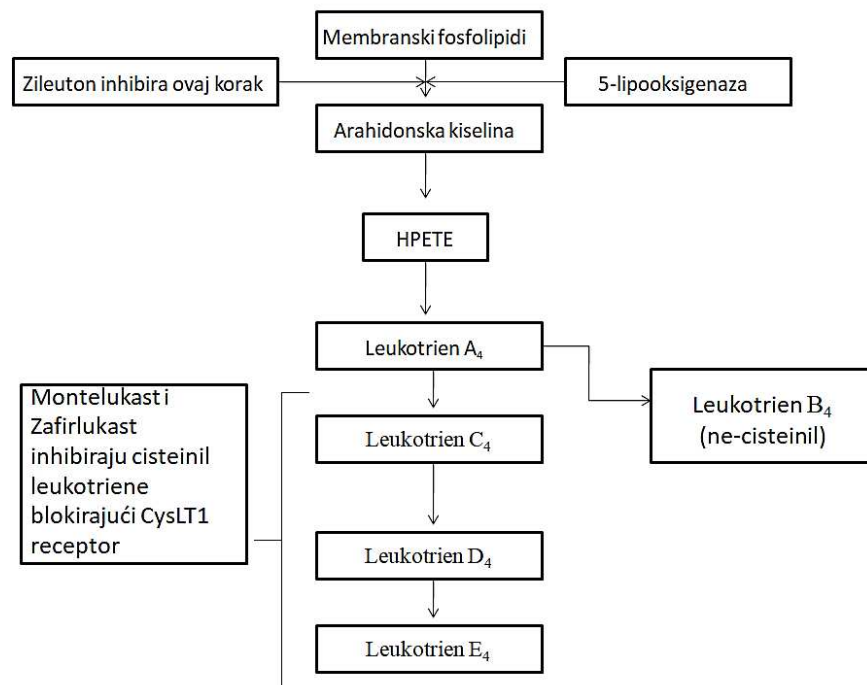 Membranski fosfolipidi
Zileuton inhibira ovaj korak
5-lipooksigenaza
Arahidonska kiselina
HPETE
Leukotrien A₄
Montelukast i
Zafirlukast
inhibiraju cisteinil
leukotriene
blokirajući CysLT1
receptor
Leukotrien B₄
(ne-cisteinil)
Leukotrien C₄
Leukotrien D₄
Leukotrien E₄